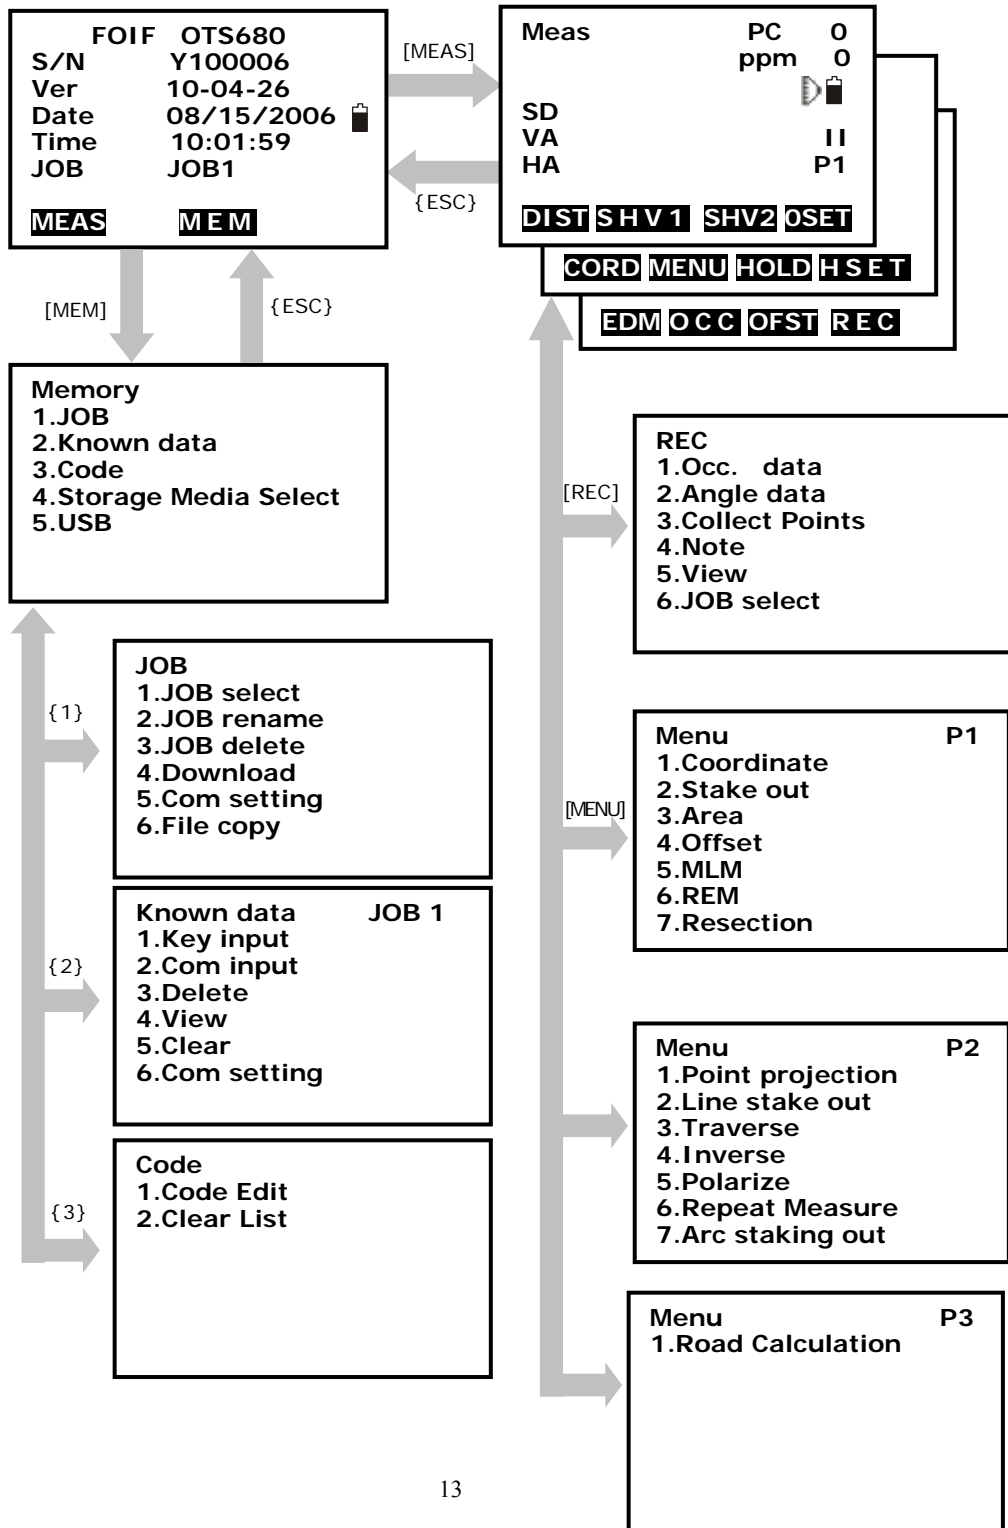 FOIF OTS680
S/N Y100006
Ver 10-04-26
Date 08/15/2006
Time 10:01:59
JOB JOB1
MEAS MEM
[MEAS]
{ESC}
Meas PC 0
ppm 0
SD
VA II
HA P1
DIST SHV1 SHV2 0SET
CORD MENU HOLD HSET
EDM OCC OFST REC
[MEM]
{ESC}
Memory
1.JOB
2.Known data
3.Code
4.Storage Media Select
5.USB
{1}
JOB
1.JOB select
2.JOB rename
3.JOB delete
4.Download
5.Com setting
6.File copy
{2}
Known data JOB 1
1.Key input
2.Com input
3.Delete
4.View
5.Clear
6.Com setting
{3}
Code
1.Code Edit
2.Clear List
[REC]
REC
1.Occ. data
2.Angle data
3.Collect Points
4.Note
5.View
6.JOB select
[MENU]
Menu P1
1.Coordinate
2.Stake out
3.Area
4.Offset
5.MLM
6.REM
7.Resection
Menu P2
1.Point projection
2.Line stake out
3.Traverse
4.Inverse
5.Polarize
6.Repeat Measure
7.Arc staking out
Menu P3
1.Road Calculation
13